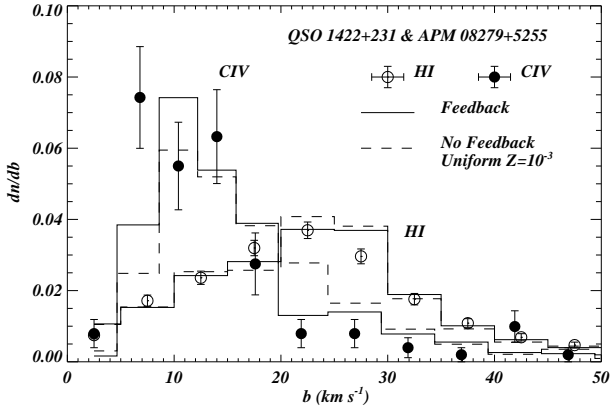 QSO 1422+231 & APM 08279+5255
HI CIV
Feedback
No Feedback
Uniform Z=10⁻³
CIV
HI
dn/db
0.10
0.08
0.06
0.04
0.02
0.00
0 10 20 30 40 50
b (km s⁻¹)